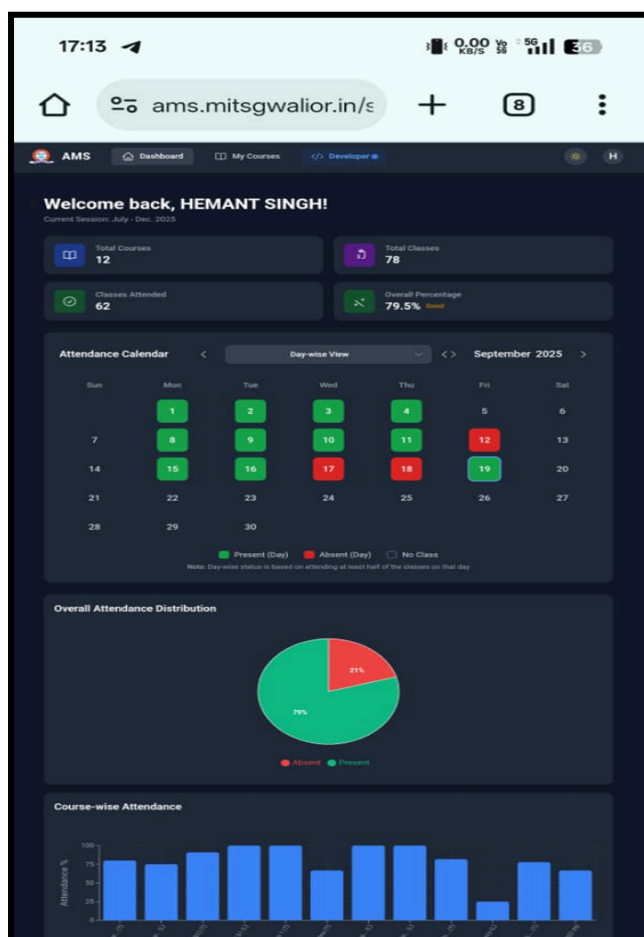 17:13
0.00 KB/S 5G 36
ams.mitsgwalior.in/s
8
AMS Dashboard My Courses </> Developer H
Welcome back, HEMANT SINGH!
Current Session: July - Dec. 2025
Total Courses
12
Total Classes
78
Classes Attended
62
Overall Percentage
79.5% Good
Attendance Calendar < Day-wise View < > September 2025 >
Sun Mon Tue Wed Thu Fri Sat
1 2 3 4 5 6
7 8 9 10 11 12 13
14 15 16 17 18 19 20
21 22 23 24 25 26 27
28 29 30
Present (Day) Absent (Day) No Class
Note: Day-wise status is based on attending at least half of the classes on that day
Overall Attendance Distribution
21%
79%
Absent Present
Course-wise Attendance
Attendance %
100
75
50
25
0